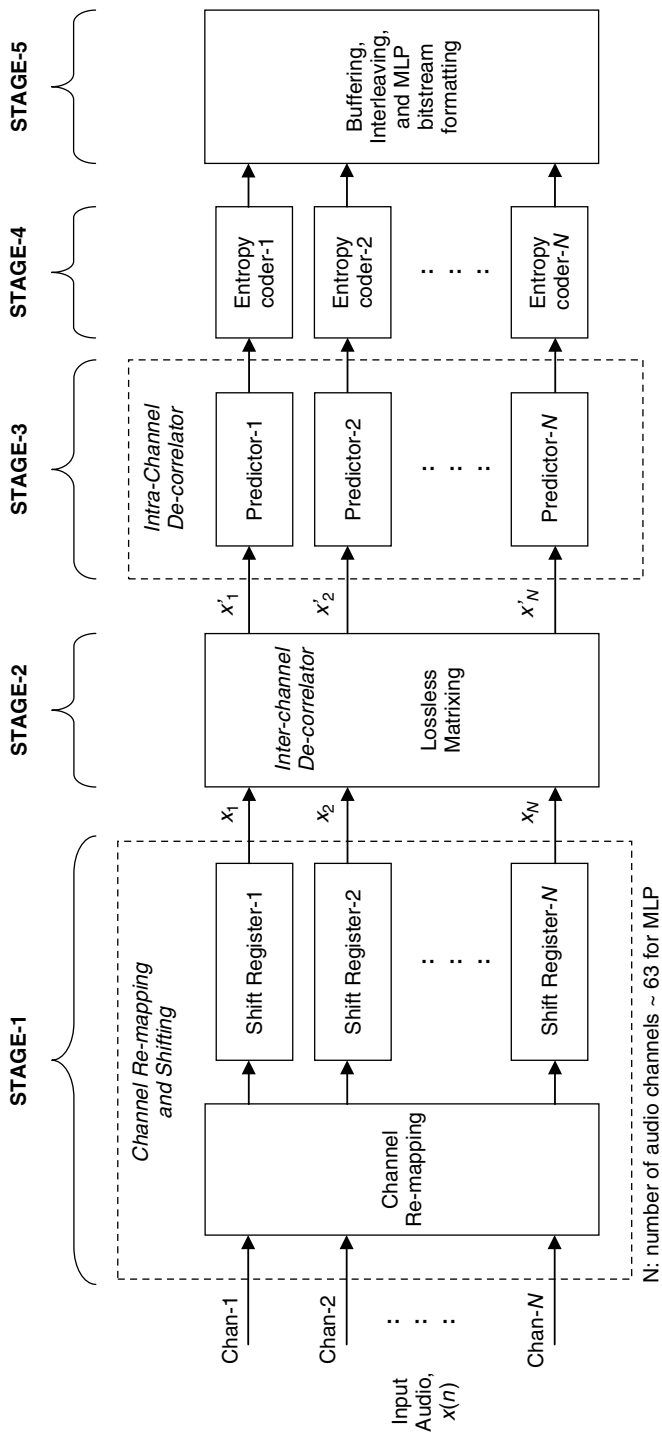 STAGE-1
STAGE-2
STAGE-3
STAGE-4
STAGE-5
Input
Audio,
x(n)
Chan-1
Chan-2
.. .. ..
Chan-N
Channel Re-mapping
and Shifting
Channel
Re-mapping
Shift Register-1
Shift Register-2
.. .. ..
Shift Register-N
x1
x2
xN
Inter-channel
De-correlator
Lossless
Matrixing
x'1
x'2
x'N
Intra-Channel
De-correlator
Predictor-1
Predictor-2
.. .. ..
Predictor-N
Entropy
coder-1
Entropy
coder-2
.. .. ..
Entropy
coder-N
Buffering,
Interleaving,
and MLP
bitstream
formatting
N: number of audio channels ~ 63 for MLP